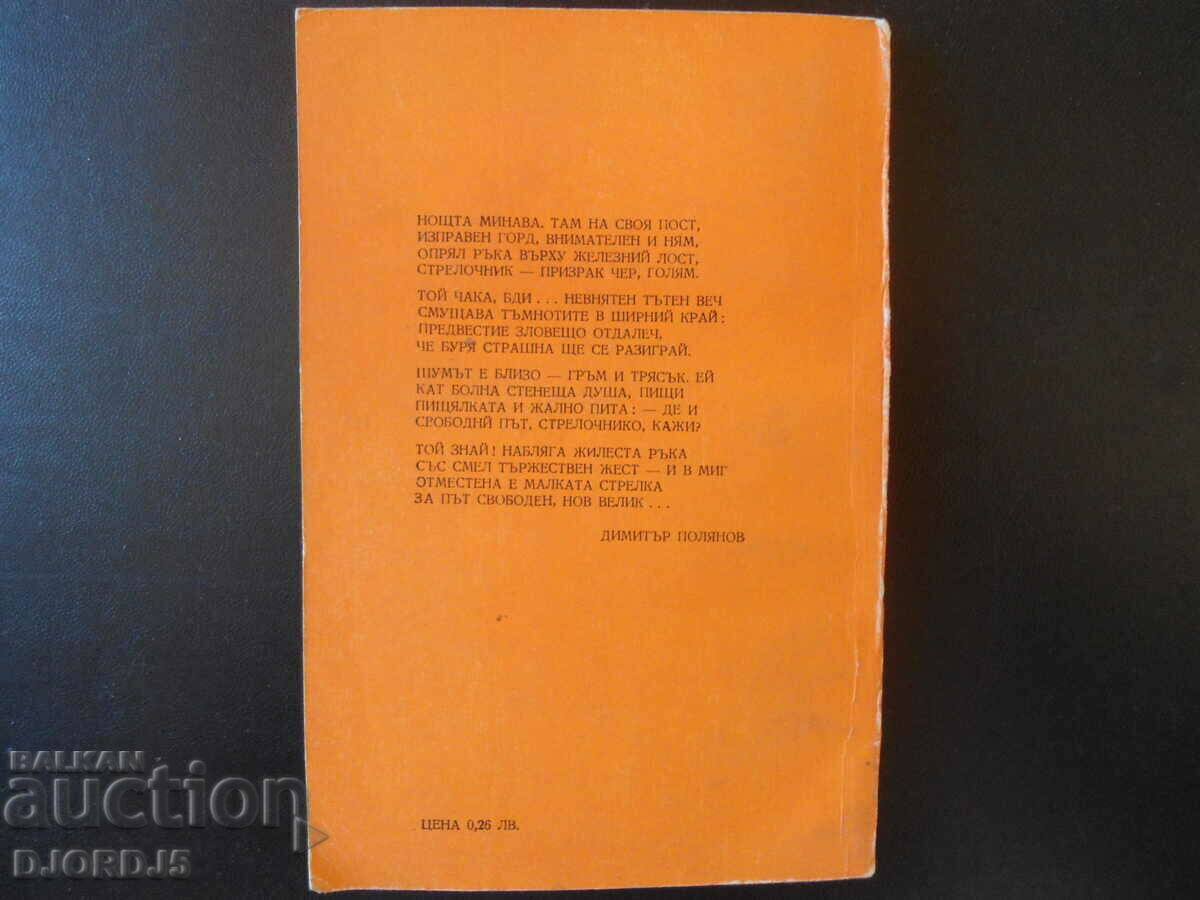 НОЩТА МИНАВА. ТАМ НА СВОЯ ПОСТ,
ИЗПРАВЕН ГОРД, ВНИМАТЕЛЕН И НЯМ,
ОПРЯЛ РЪКА ВЪРХУ ЖЕЛЕЗНИЙ ЛОСТ,
СТРЕЛОЧНИК — ПРИЗРАК ЧЕР, ГОЛЯМ.
ТОЙ ЧАКА, БДИ . . . НЕВНЯТЕН ТЪТЕН ВЕЧ
СМУЩАВА ТЪМНОТИТЕ В ШИРНИЙ КРАЙ:
ПРЕДВЕСТИЕ ЗЛОВЕЩО ОТДАЛЕЧ,
ЧЕ БУРЯ СТРАШНА ЩЕ СЕ РАЗИГРАЙ.
ШУМЪТ Е БЛИЗО — ГРЪМ И ТРЯСЪК. ЕЙ
КАТ БОЛНА СТЕНЕЩА ДУША, ПИЩИ
ПИЩЯЛКАТА И ЖАЛНО ПИТА: — ДЕ И
СВОБОДНЙ ПЪТ, СТРЕЛОЧНИКО, КАЖИ?
ТОЙ ЗНАЙ! НАБЛЯГА ЖИЛЕСТА РЪКА
СЪС СМЕЛ ТЪРЖЕСТВЕН ЖЕСТ — И В МИГ
ОТМЕСТЕНА Е МАЛКАТА СТРЕЛКА
ЗА ПЪТ СВОБОДЕН, НОВ ВЕЛИК . . .
ДИМИТЪР ПОЛЯНОВ
ЦЕНА 0,26 ЛВ.
BALKAN
auction
DJORDJ5